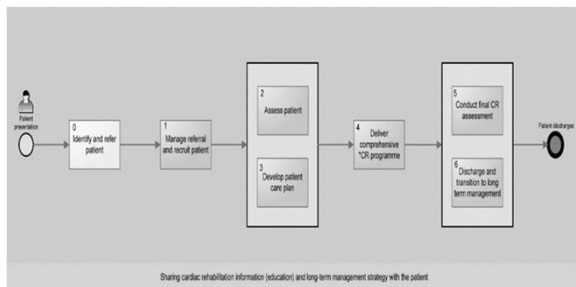 Patient
presentation
0
Identify and refer
patient
1
Manage referral
and recruit patient
2
Assess patient
3
Develop patient
care plan
4
Deliver
comprehensive
*CR programme
5
Conduct final CR
assessment
6
Discharge and
transition to long
term management
Patient discharged
Sharing cardiac rehabilitation information (education) and long-term management strategy with the patient